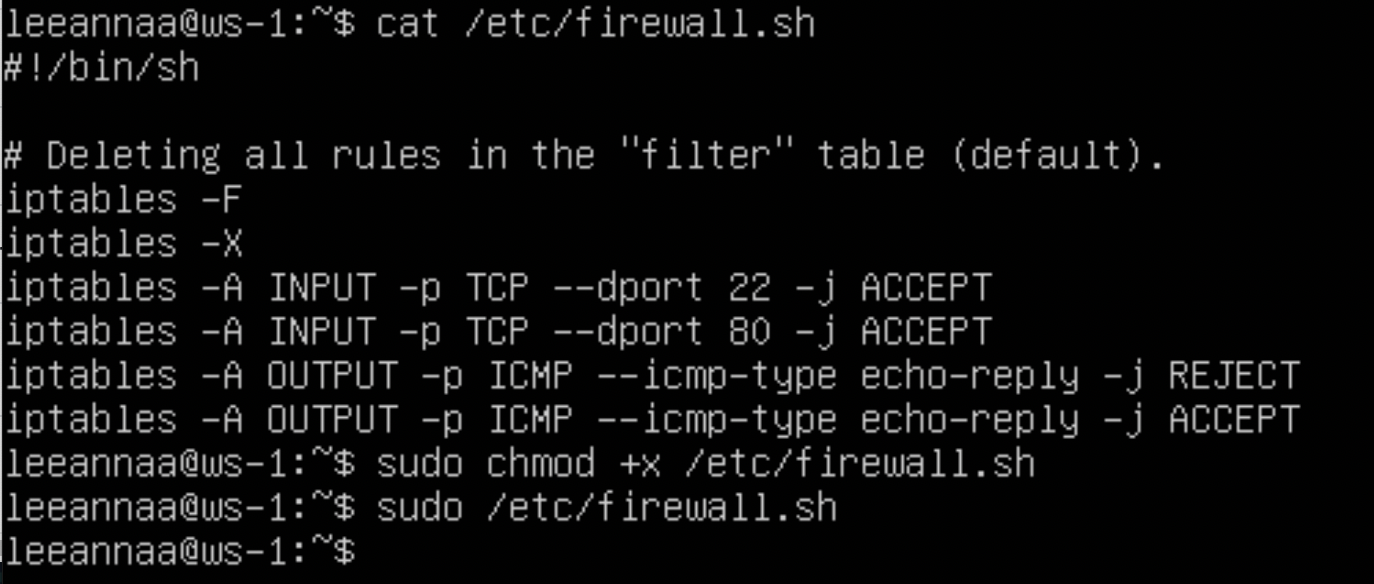 leeannaa@ws-1:~$ cat /etc/firewall.sh
#!/bin/sh
# Deleting all rules in the "filter" table (default).
iptables -F
iptables -X
iptables -A INPUT -p TCP --dport 22 -j ACCEPT
iptables -A INPUT -p TCP --dport 80 -j ACCEPT
iptables -A OUTPUT -p ICMP --icmp-type echo-reply -j REJECT
iptables -A OUTPUT -p ICMP --icmp-type echo-reply -j ACCEPT
leeannaa@ws-1:~$ sudo chmod +x /etc/firewall.sh
leeannaa@ws-1:~$ sudo /etc/firewall.sh
leeannaa@ws-1:~$